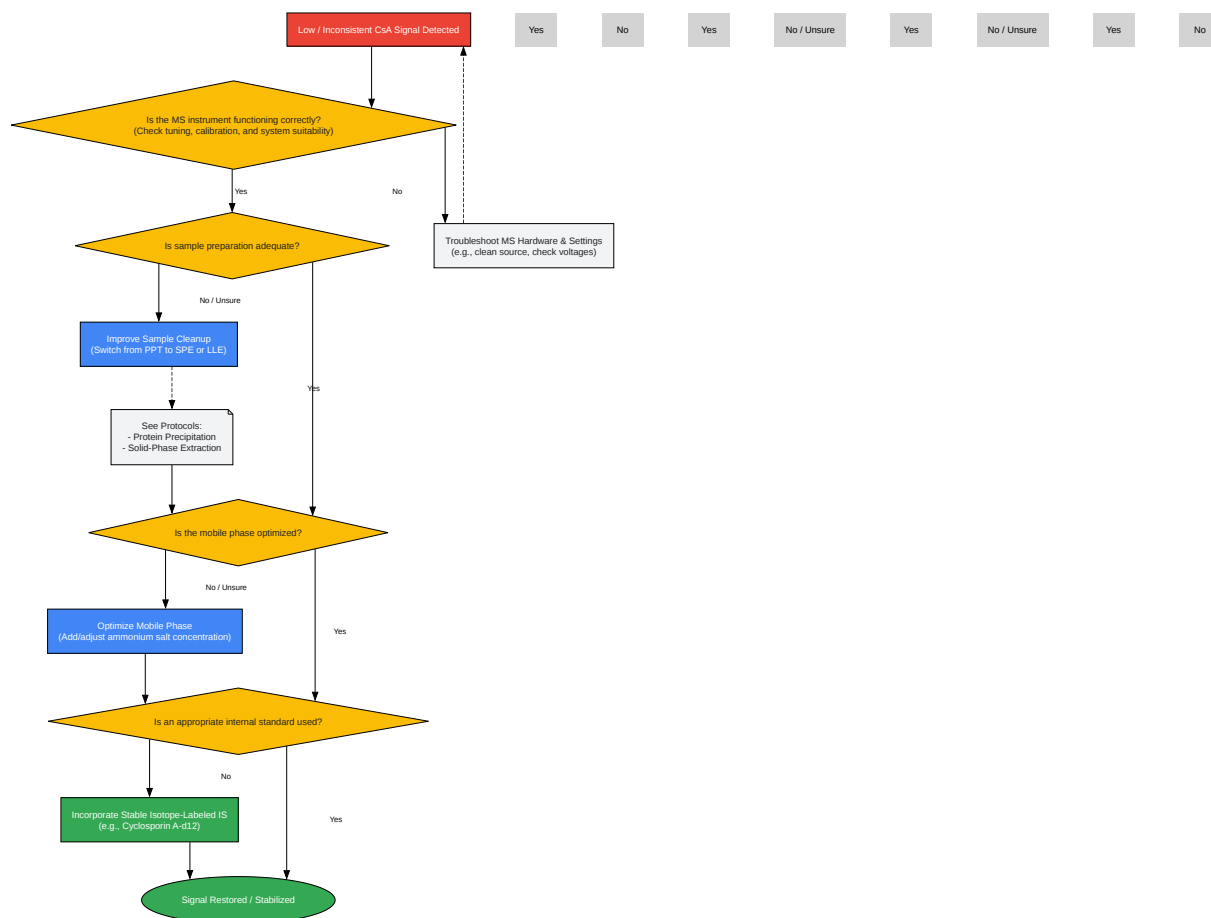 Low / Inconsistent CsA Signal Detected
Yes
No
Yes
No / Unsure
Yes
No / Unsure
Yes
No
Is the MS instrument functioning correctly?
(Check tuning, calibration, and system suitability)
Yes
No
Is sample preparation adequate?
Troubleshoot MS Hardware & Settings
(e.g., clean source, check voltages)
No / Unsure
Improve Sample Cleanup
(Switch from PPT to SPE or LLE)
Yes
See Protocols:
- Protein Precipitation
- Solid-Phase Extraction
Is the mobile phase optimized?
No / Unsure
Optimize Mobile Phase
(Add/adjust ammonium salt concentration)
Yes
Is an appropriate internal standard used?
No
Incorporate Stable Isotope-Labeled IS
(e.g., Cyclosporin A-d12)
Yes
Signal Restored / Stabilized